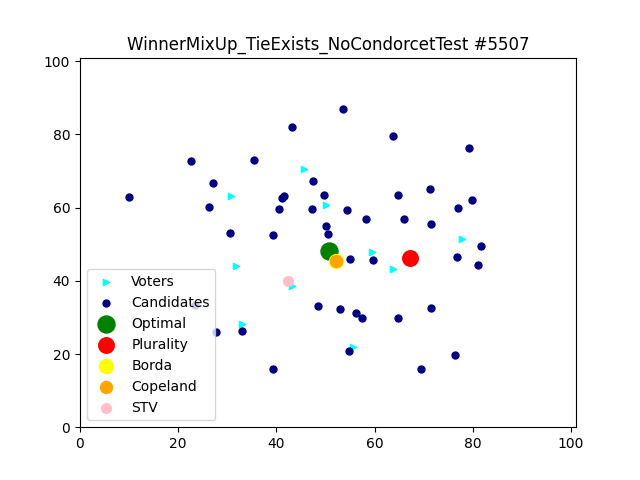 WinnerMixUp_TieExists_NoCondorcetTest #5507
100
80
60
40
20
0
Voters
Candidates
Optimal
Plurality
Borda
Copeland
STV
0 20 40 60 80 100